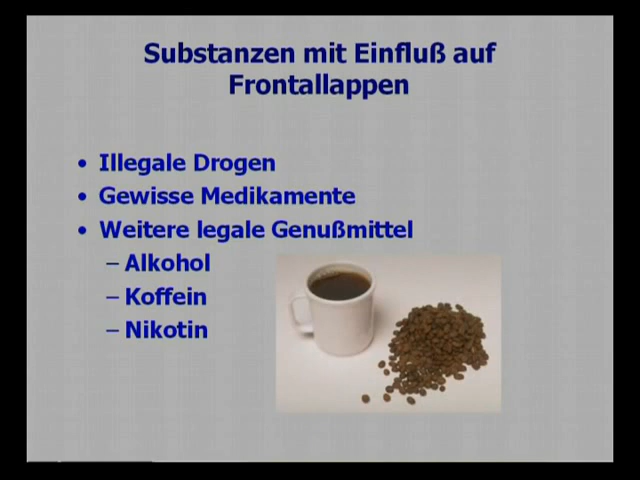 Substanzen mit Einfluß auf
Frontallappen
• Illegale Drogen
• Gewisse Medikamente
• Weitere legale Genußmittel
– Alkohol
– Koffein
– Nikotin